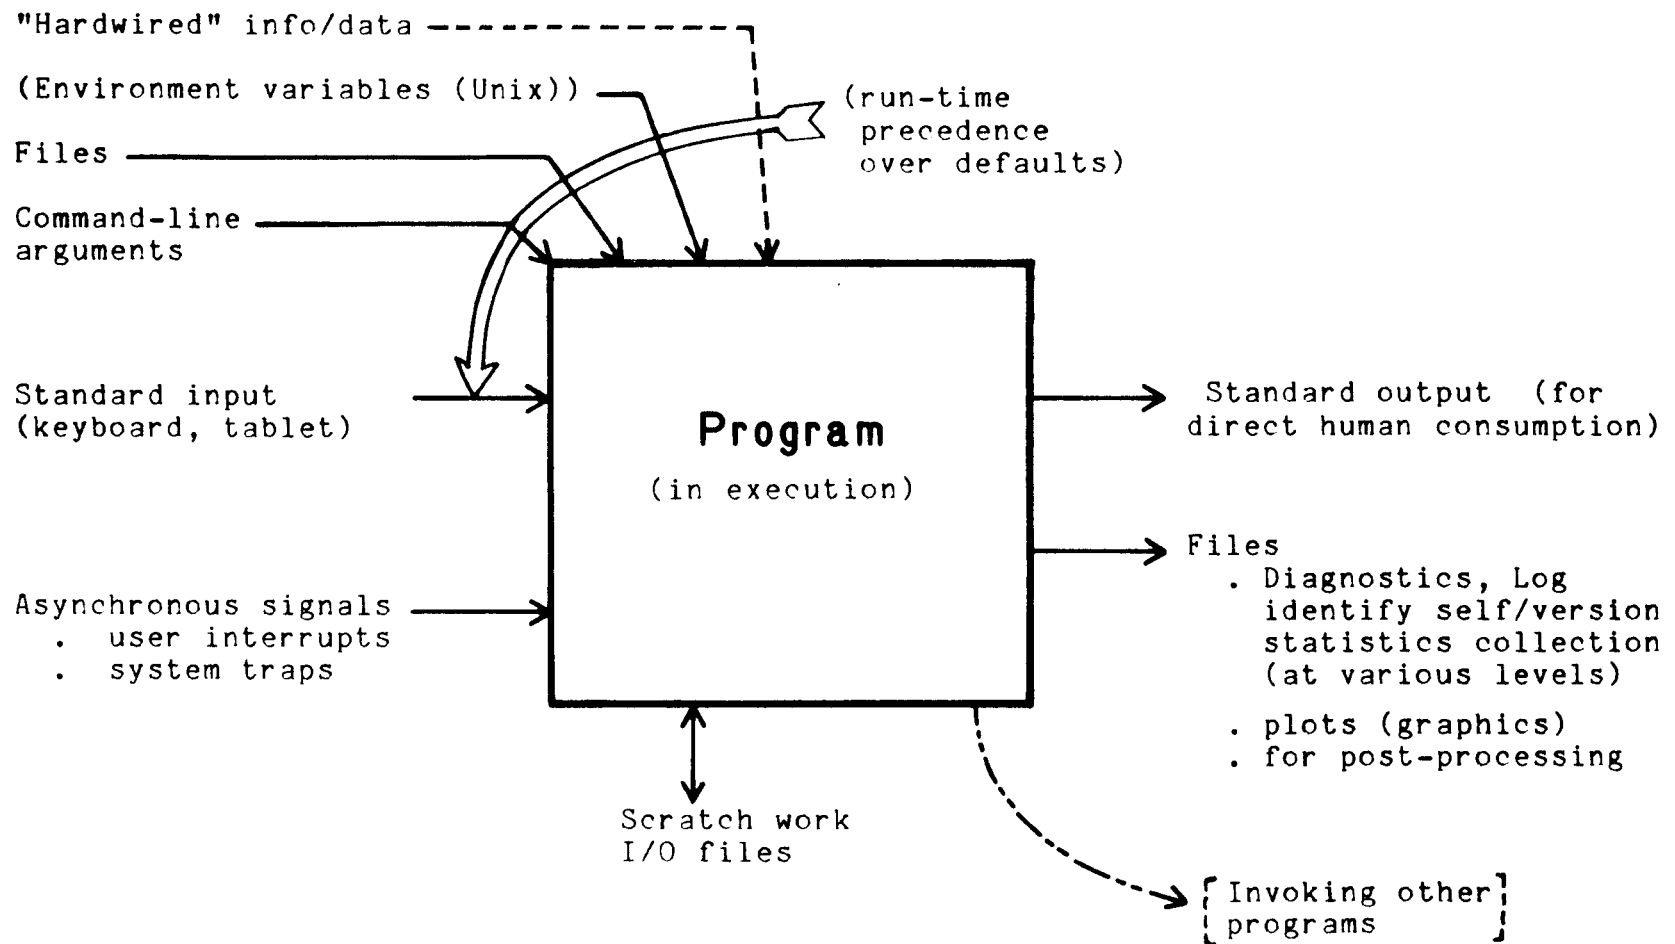 "Hardwired" info/data
(Environment variables (Unix))
(run-time
precedence
over defaults)
Files
Command-line
arguments
Standard input
(keyboard, tablet)
Program
(in execution)
Standard output (for
direct human consumption)
Files
. Diagnostics, Log
identify self/version
statistics collection
(at various levels)
. plots (graphics)
. for post-processing
Asynchronous signals
. user interrupts
. system traps
Scratch work
I/O files
[Invoking other
programs]